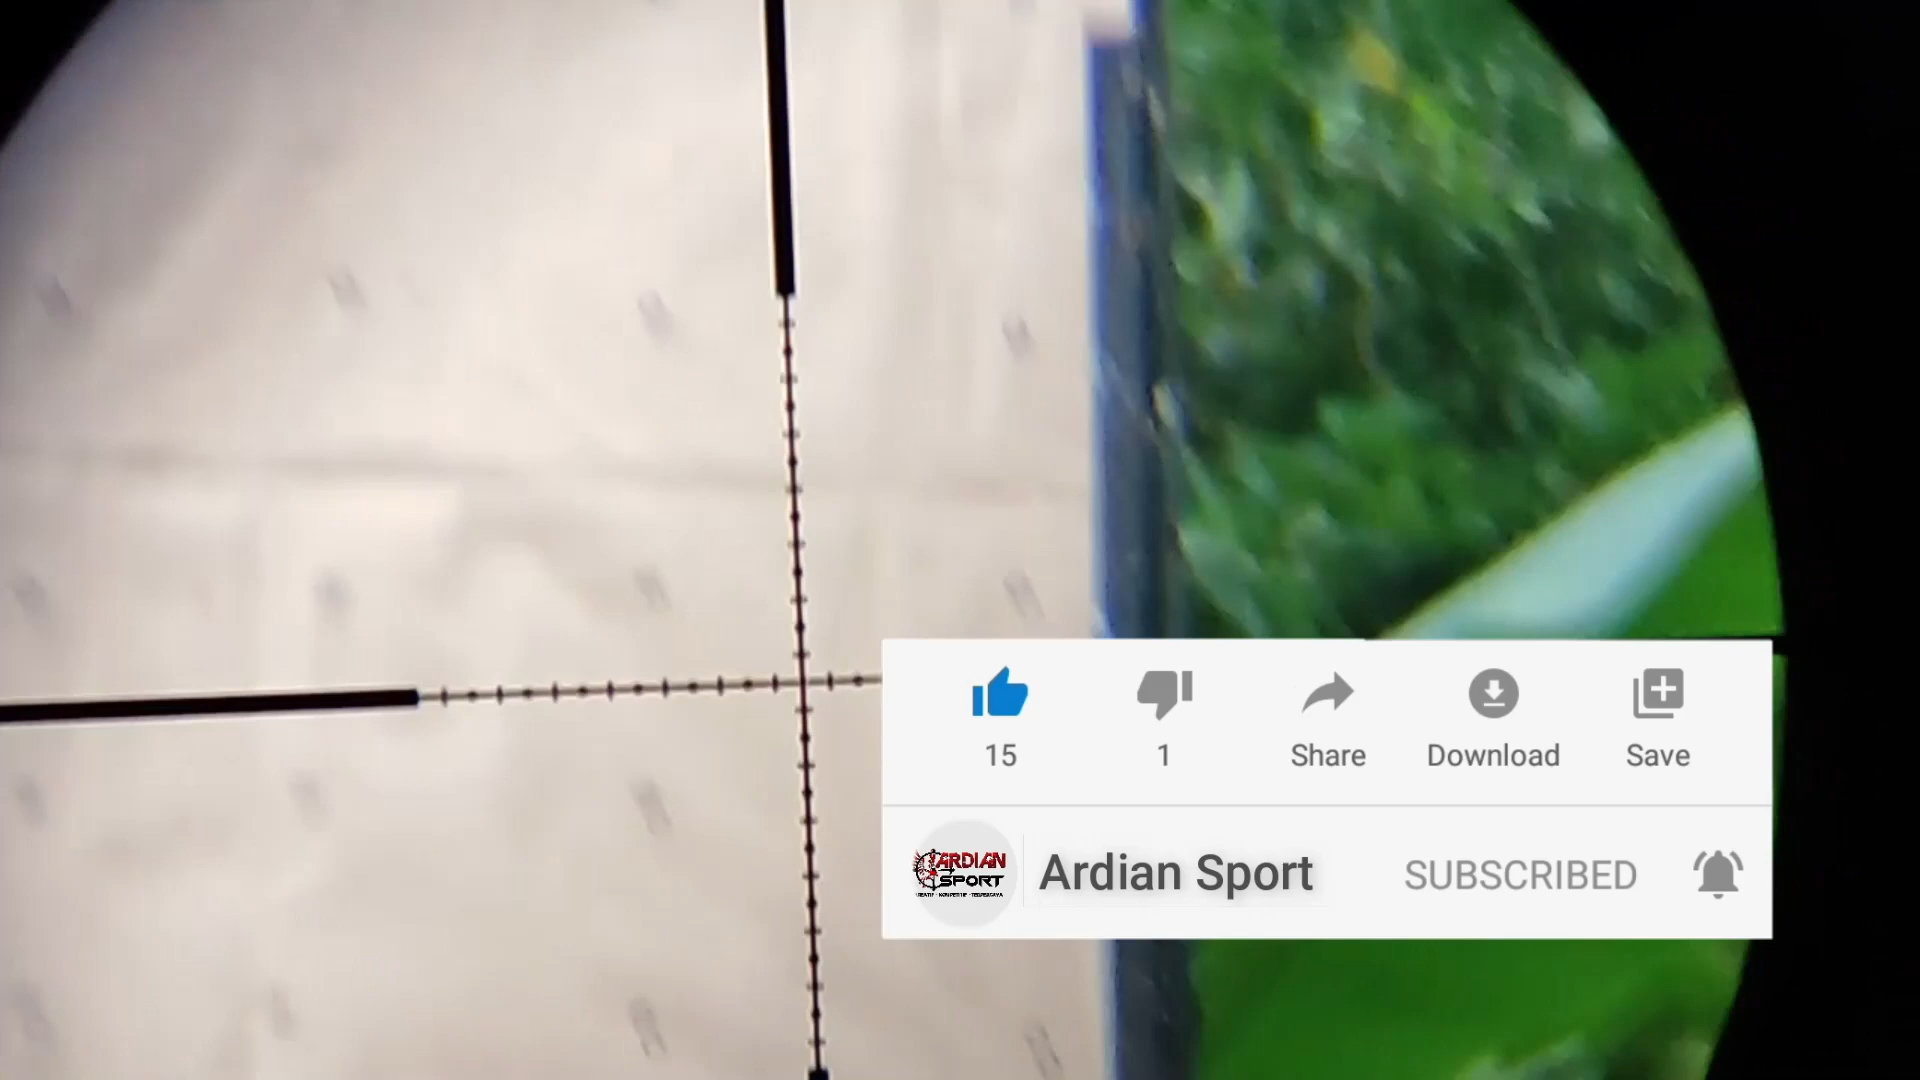 15
1
Share
Download
Save
ARDIAN
SPORT
Ardian Sport
SUBSCRIBED